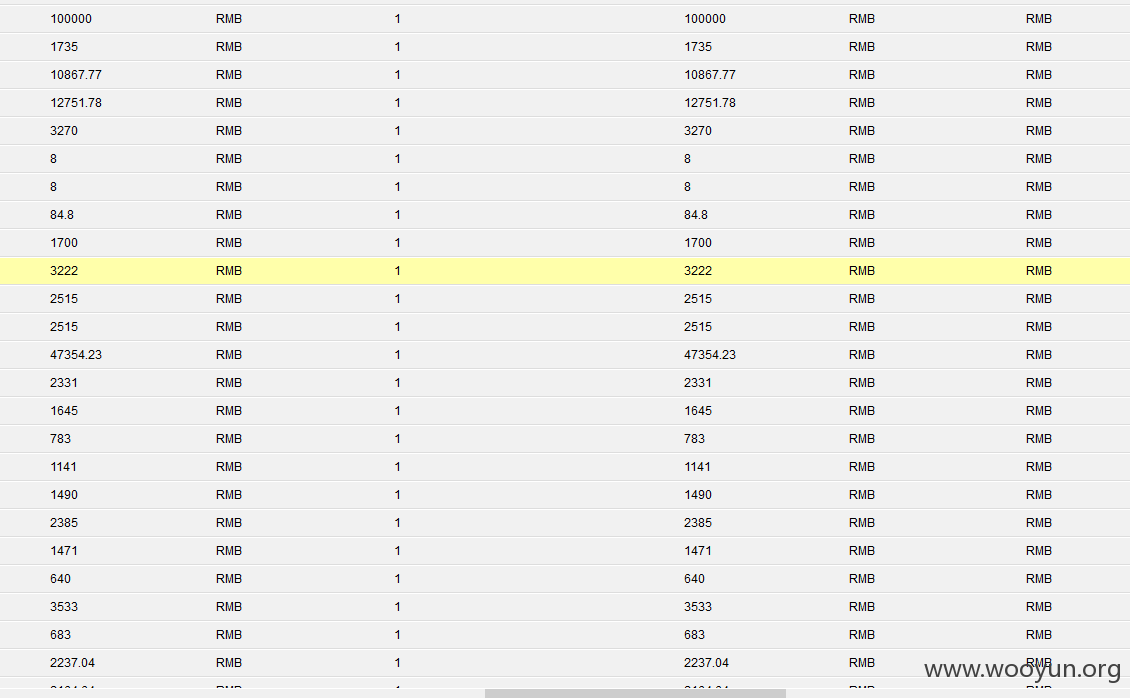 100000 RMB 1 100000 RMB RMB
1735 RMB 1 1735 RMB RMB
10867.77 RMB 1 10867.77 RMB RMB
12751.78 RMB 1 12751.78 RMB RMB
3270 RMB 1 3270 RMB RMB
8 RMB 1 8 RMB RMB
8 RMB 1 8 RMB RMB
84.8 RMB 1 84.8 RMB RMB
1700 RMB 1 1700 RMB RMB
3222 RMB 1 3222 RMB RMB
2515 RMB 1 2515 RMB RMB
2515 RMB 1 2515 RMB RMB
47354.23 RMB 1 47354.23 RMB RMB
2331 RMB 1 2331 RMB RMB
1645 RMB 1 1645 RMB RMB
783 RMB 1 783 RMB RMB
1141 RMB 1 1141 RMB RMB
1490 RMB 1 1490 RMB RMB
2385 RMB 1 2385 RMB RMB
1471 RMB 1 1471 RMB RMB
640 RMB 1 640 RMB RMB
3533 RMB 1 3533 RMB RMB
683 RMB 1 683 RMB RMB
2237.04 RMB 1 2237.04 RMB RMB
www.wooyun.org